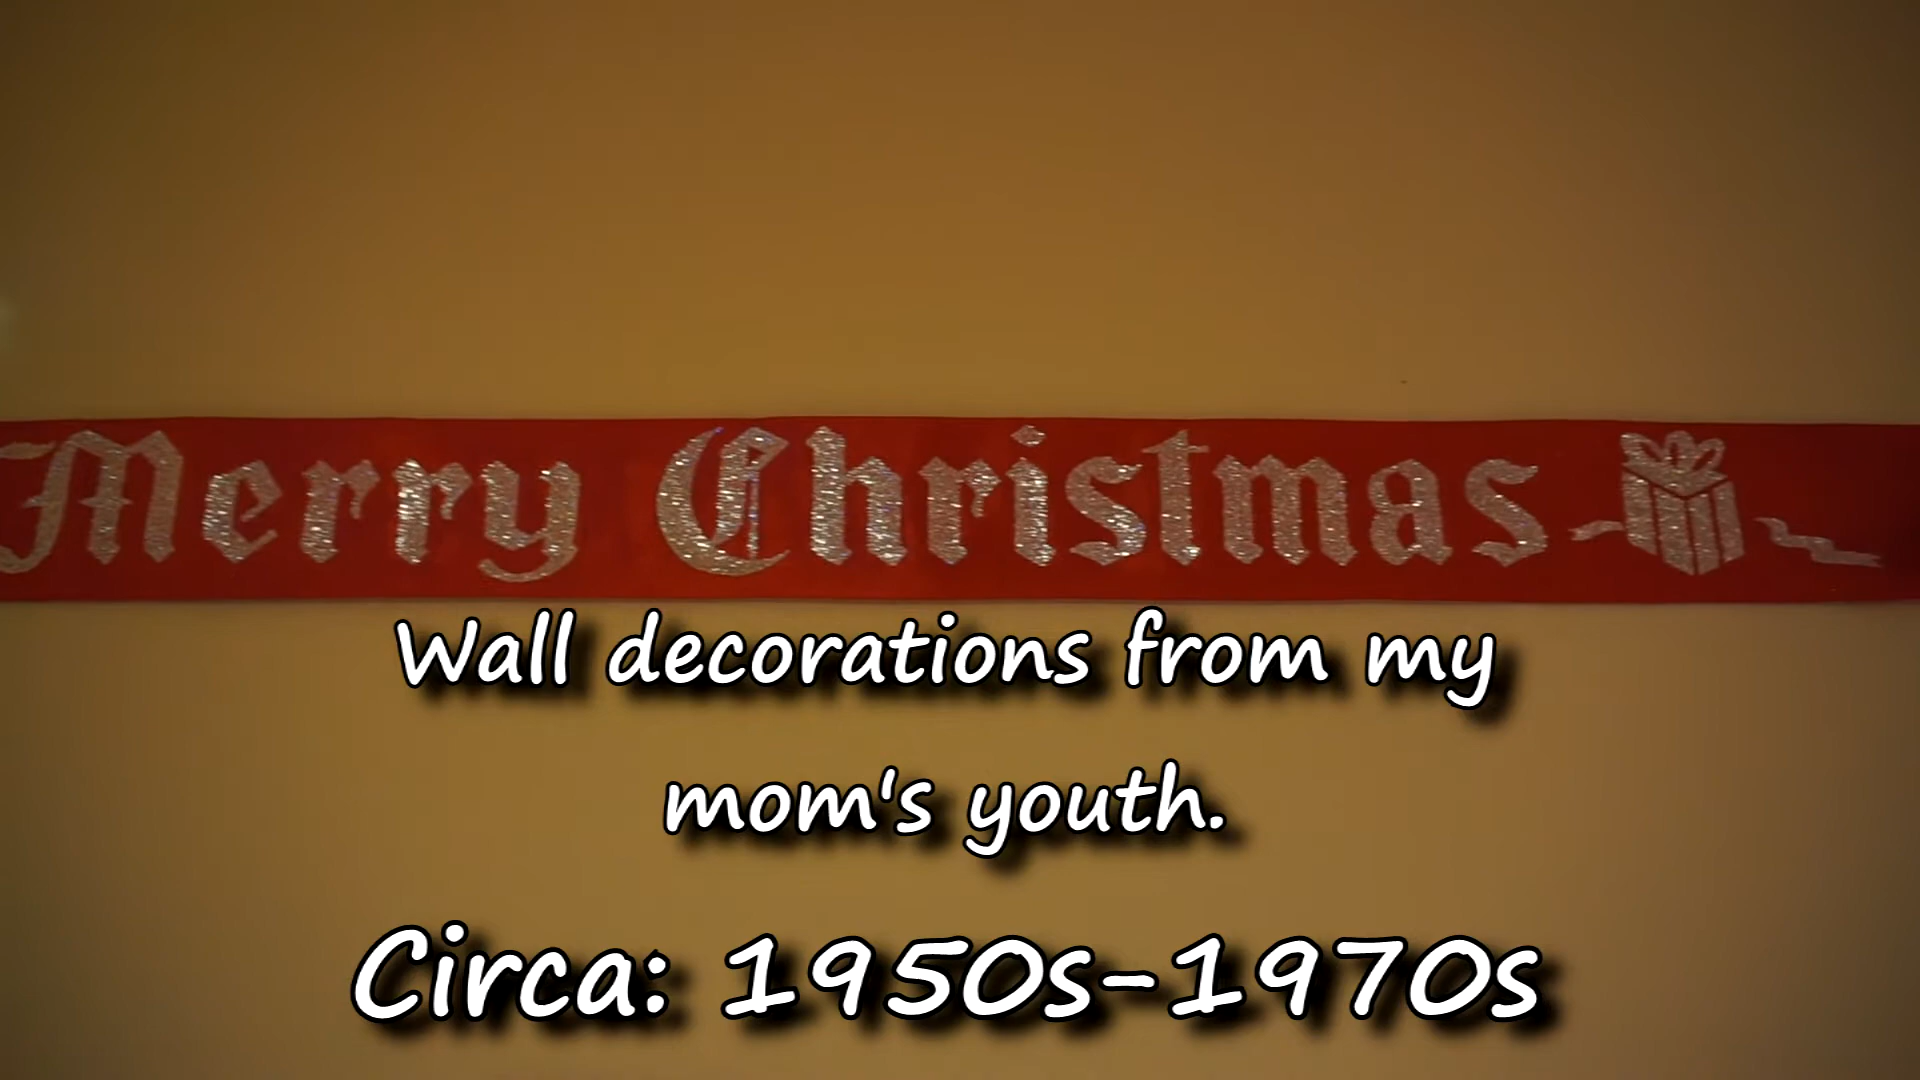 Merry Christmas
Wall decorations from my
mom's youth.
Circa: 1950s-1970s